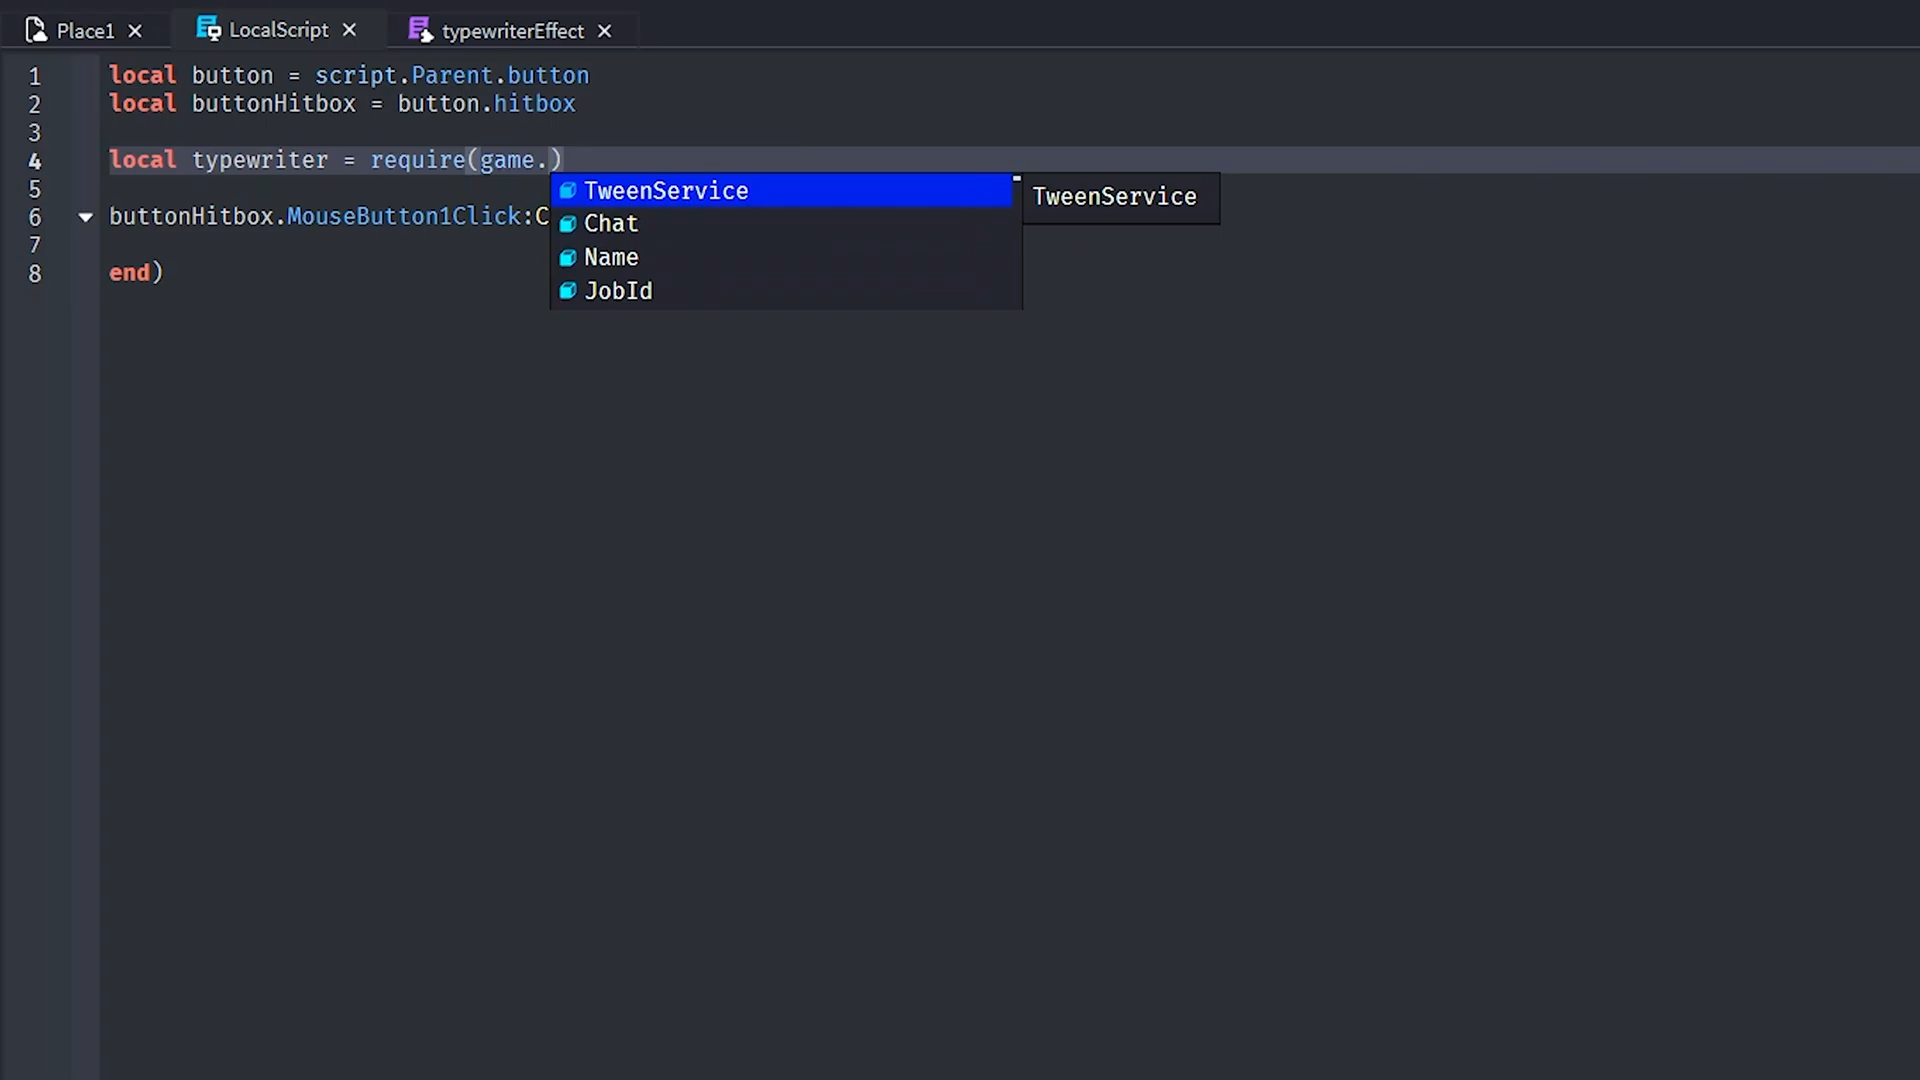 Place1
LocalScript
typewriterEffect
1 local button = script.Parent.button
2 local buttonHitbox = button.hitbox
3
4 local typewriter = require(game.)
5
6 buttonHitbox.MouseButton1Click:C
7
8 end)
TweenService
Chat
Name
JobId
TweenService